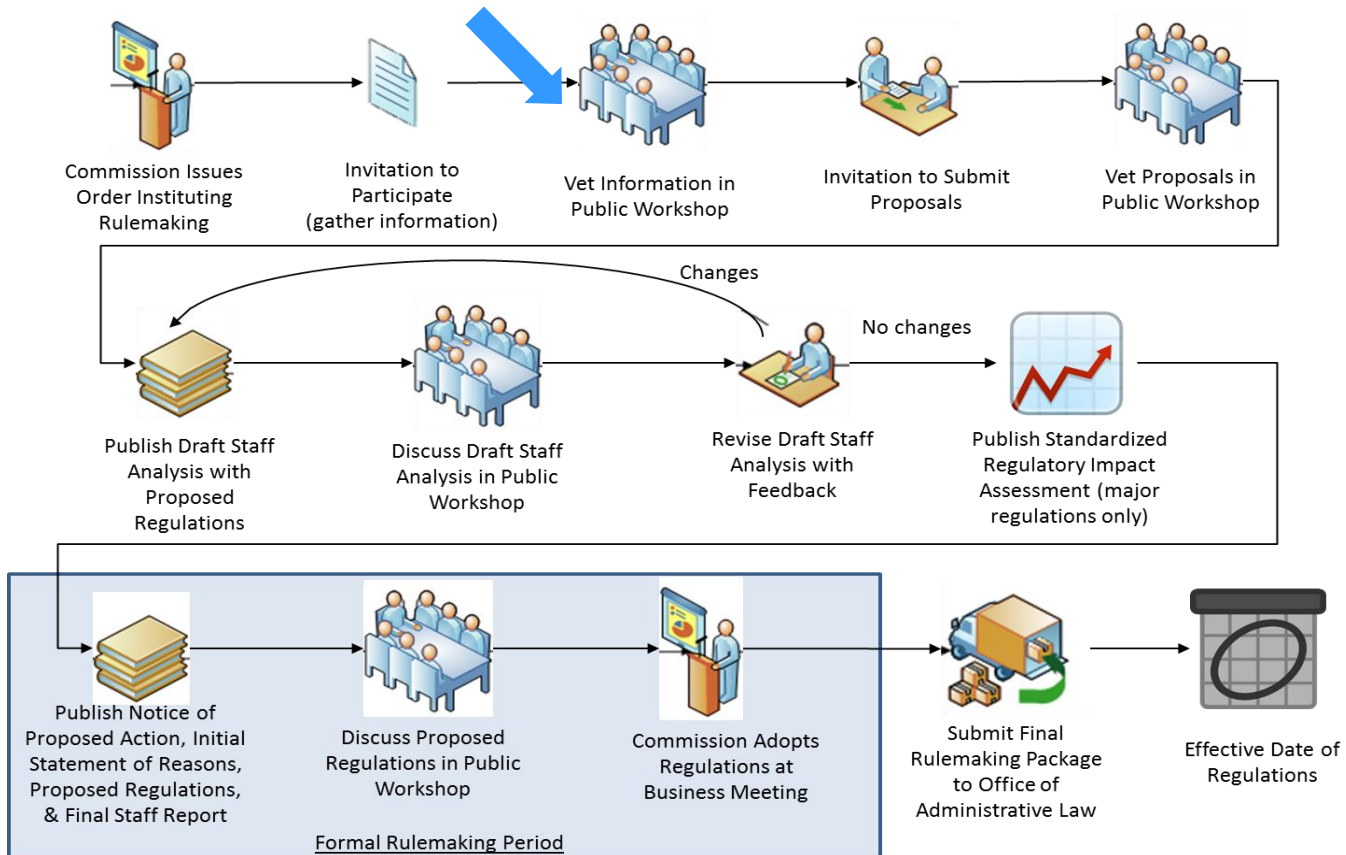 Commission Issues
Order Instituting
Rulemaking
Invitation to
Participate
(gather information)
Vet Information in
Public Workshop
Invitation to Submit
Proposals
Vet Proposals in
Public Workshop
Changes
No changes
Publish Draft Staff
Analysis with
Proposed
Regulations
Discuss Draft Staff
Analysis in Public
Workshop
Revise Draft Staff
Analysis with
Feedback
Publish Standardized
Regulatory Impact
Assessment (major
regulations only)
Publish Notice of
Proposed Action, Initial
Statement of Reasons,
Proposed Regulations,
& Final Staff Report
Discuss Proposed
Regulations in Public
Workshop
Commission Adopts
Regulations at
Business Meeting
Submit Final
Rulemaking Package
to Office of
Administrative Law
Effective Date of
Regulations
Formal Rulemaking Period